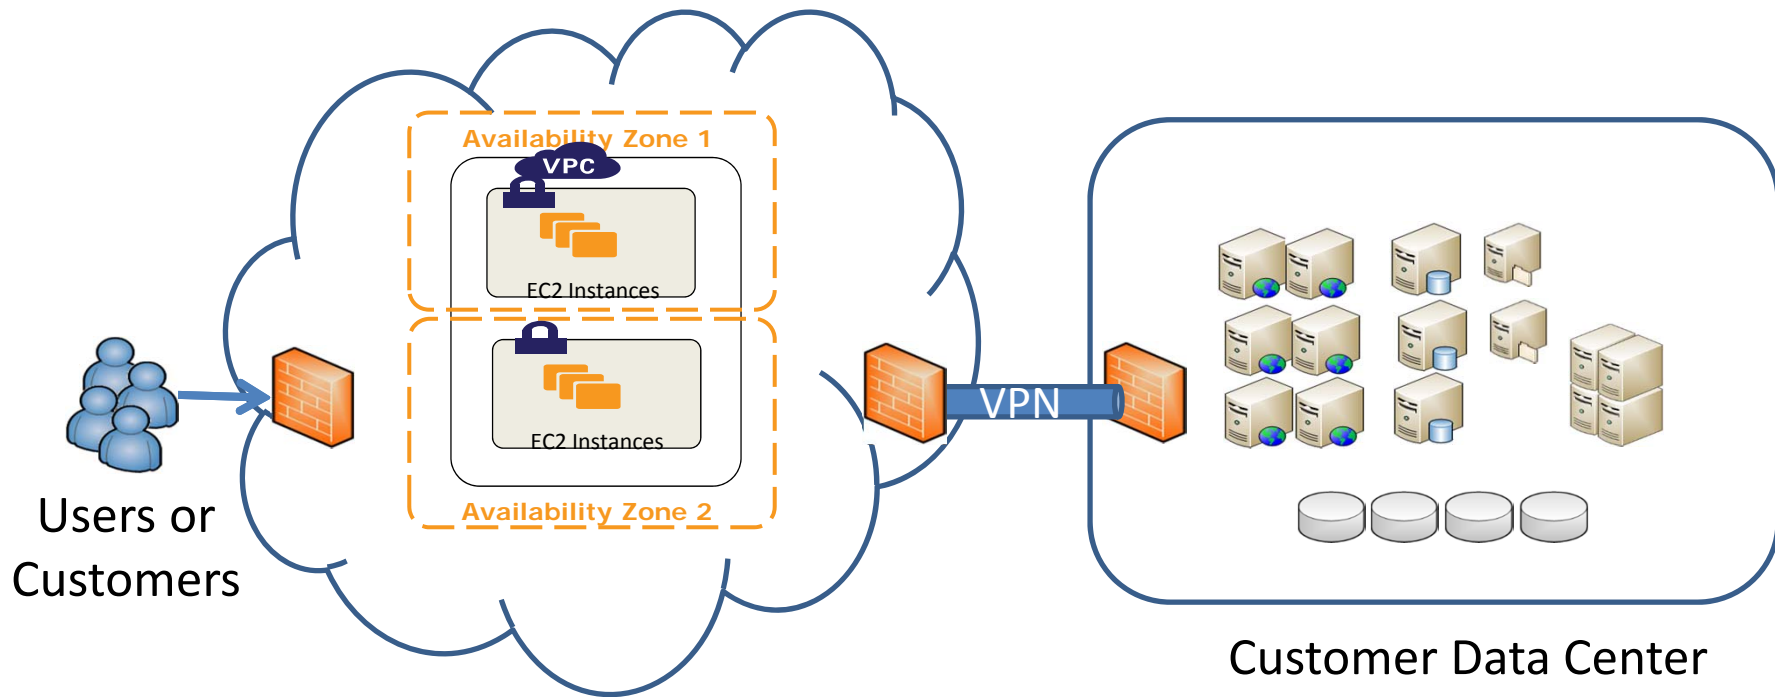 Availability Zone 1
VPC
EC2 Instances
EC2 Instances
Availability Zone 2
Users or
Customers
VPN
Customer Data Center